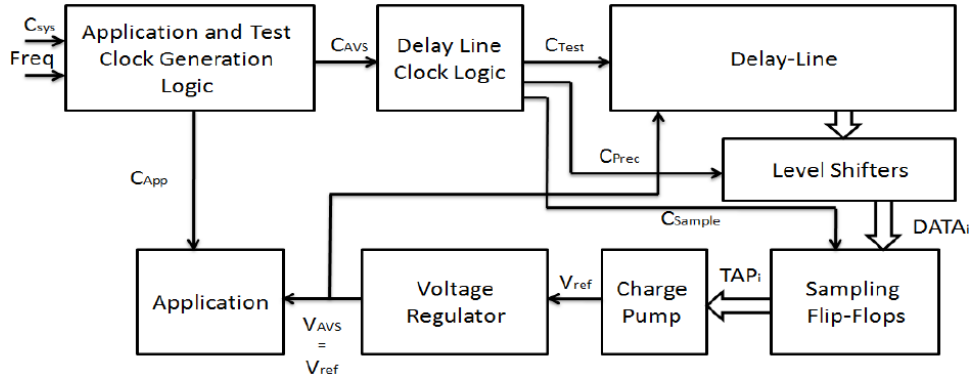 Csys
Freq
Application and Test
Clock Generation
Logic
CAVS
Delay Line
Clock Logic
CTest
Delay-Line
CPrec
Level Shifters
CApp
CSample
DATAi
Application
VAVS
=
Vref
Voltage
Regulator
Vref
Charge
Pump
TAPi
Sampling
Flip-Flops